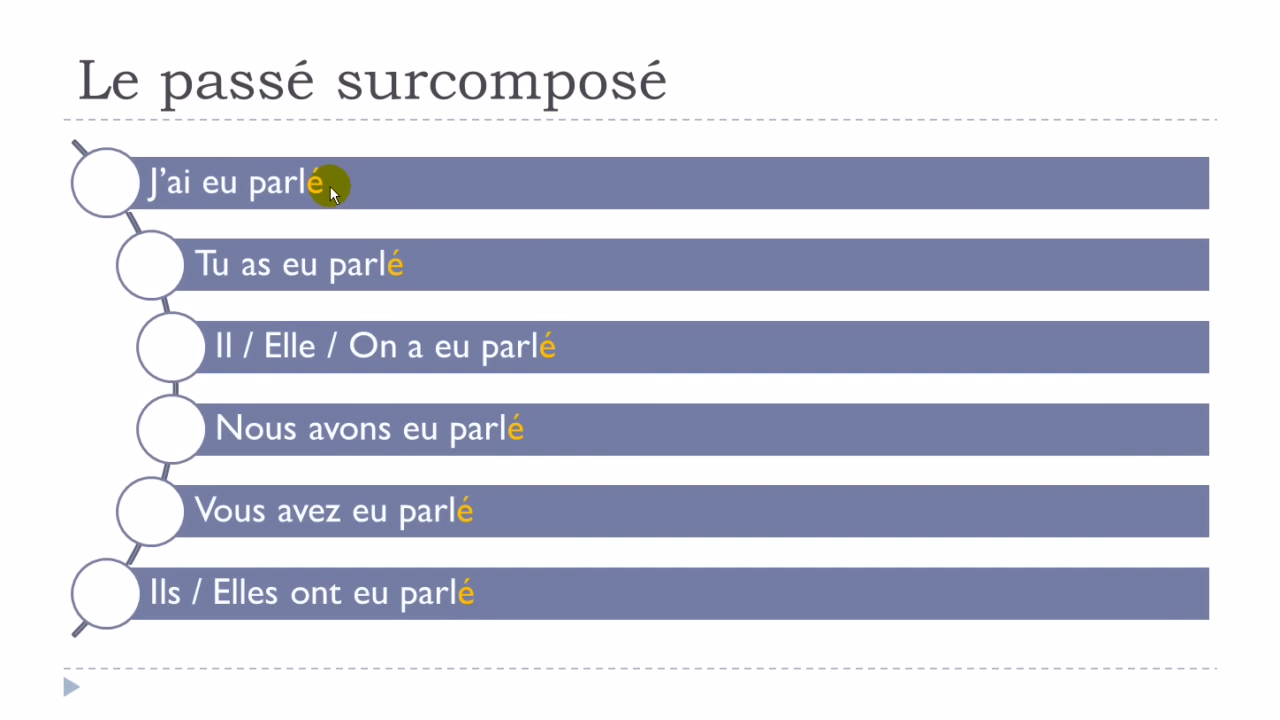 Le passé surcomposé
J’ai eu parlé
Tu as eu parlé
Il / Elle / On a eu parlé
Nous avons eu parlé
Vous avez eu parlé
Ils / Elles ont eu parlé